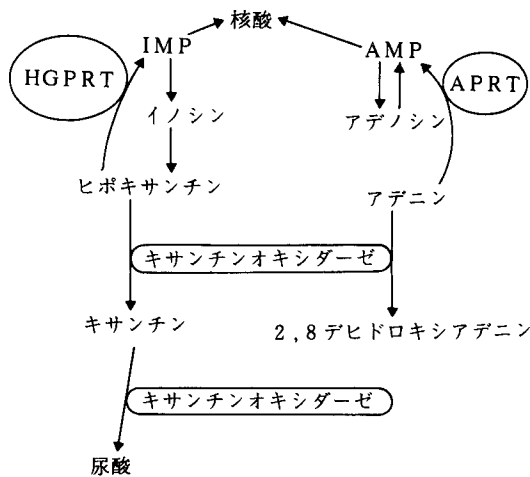 核酸
IMP
AMP
HGPRT
APRT
イノシン
アデノシン
ヒポキサンチン
アデニン
キサンチンオキシダーゼ
キサンチン
2,8デヒドロキシアデニン
キサンチンオキシダーゼ
尿酸